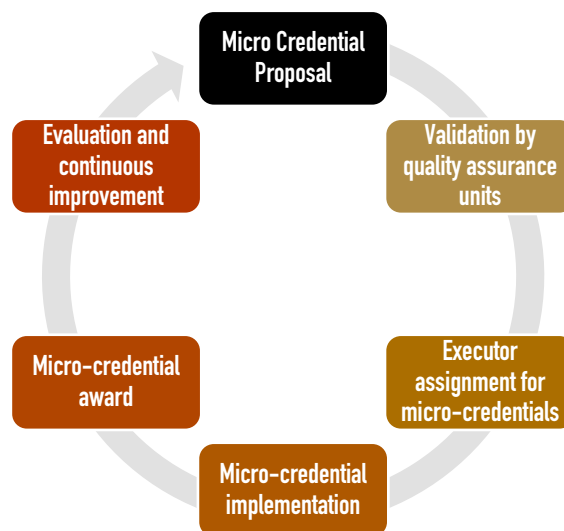 Micro Credential
Proposal
Validation by
quality assurance
units
Executor
assignment for
micro-credentials
Micro-credential
implementation
Micro-credential
award
Evaluation and
continuous
improvement